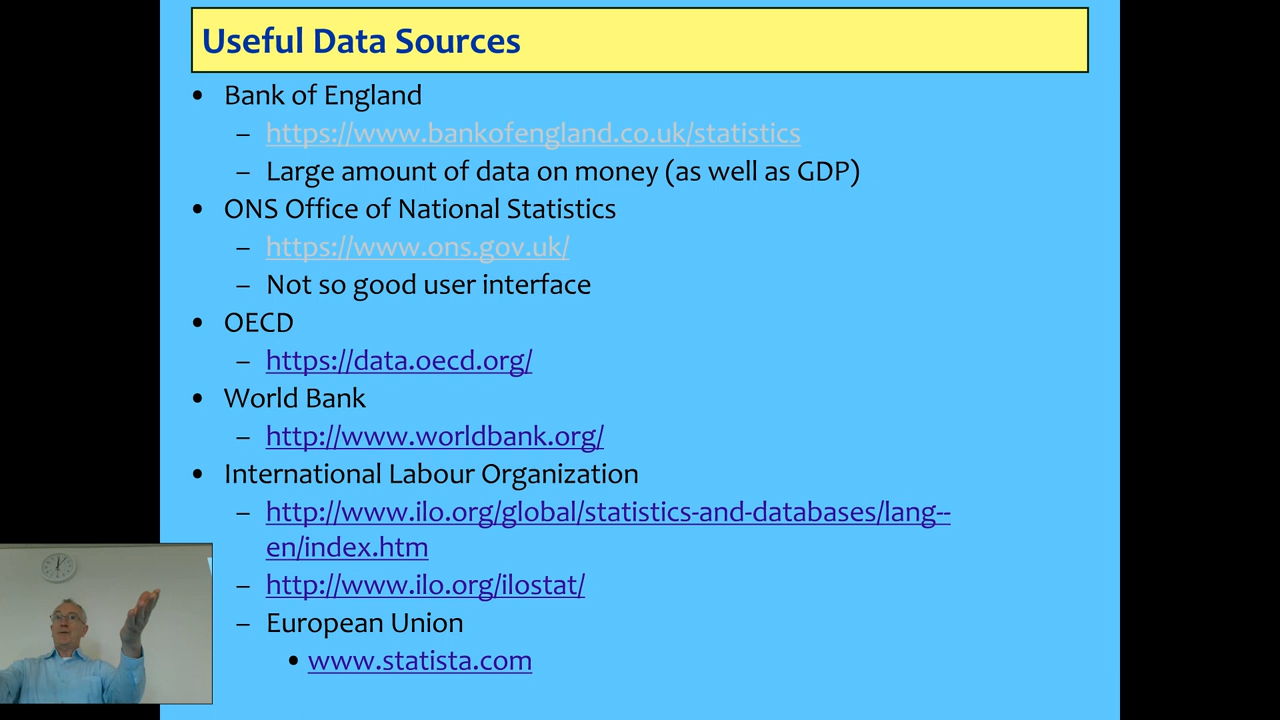 Useful Data Sources
• Bank of England
– https://www.bankofengland.co.uk/statistics
– Large amount of data on money (as well as GDP)
• ONS Office of National Statistics
– https://www.ons.gov.uk/
– Not so good user interface
• OECD
– https://data.oecd.org/
• World Bank
– http://www.worldbank.org/
• International Labour Organization
– http://www.ilo.org/global/statistics-and-databases/lang--
en/index.htm
– http://www.ilo.org/ilostat/
– European Union
• www.statista.com